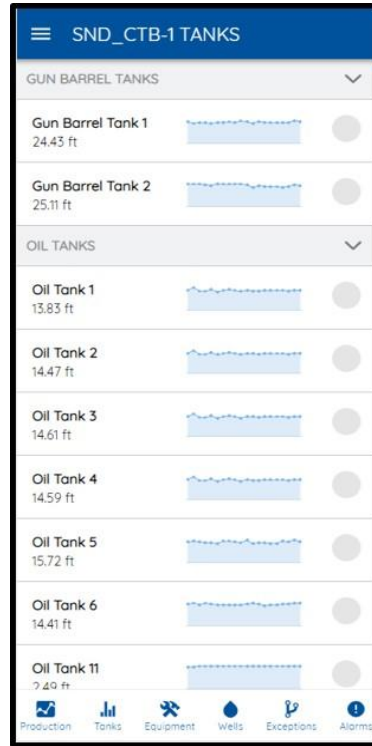 SND_CTB-1 TANKS
GUN BARREL TANKS
Gun Barrel Tank 1
24.43 ft
Gun Barrel Tank 2
25.11 ft
OIL TANKS
Oil Tank 1
13.83 ft
Oil Tank 2
14.47 ft
Oil Tank 3
14.61 ft
Oil Tank 4
14.59 ft
Oil Tank 5
15.72 ft
Oil Tank 6
14.41 ft
Oil Tank 11
2.49 ft
Production Tanks Equipment Wells Exceptions Alarms